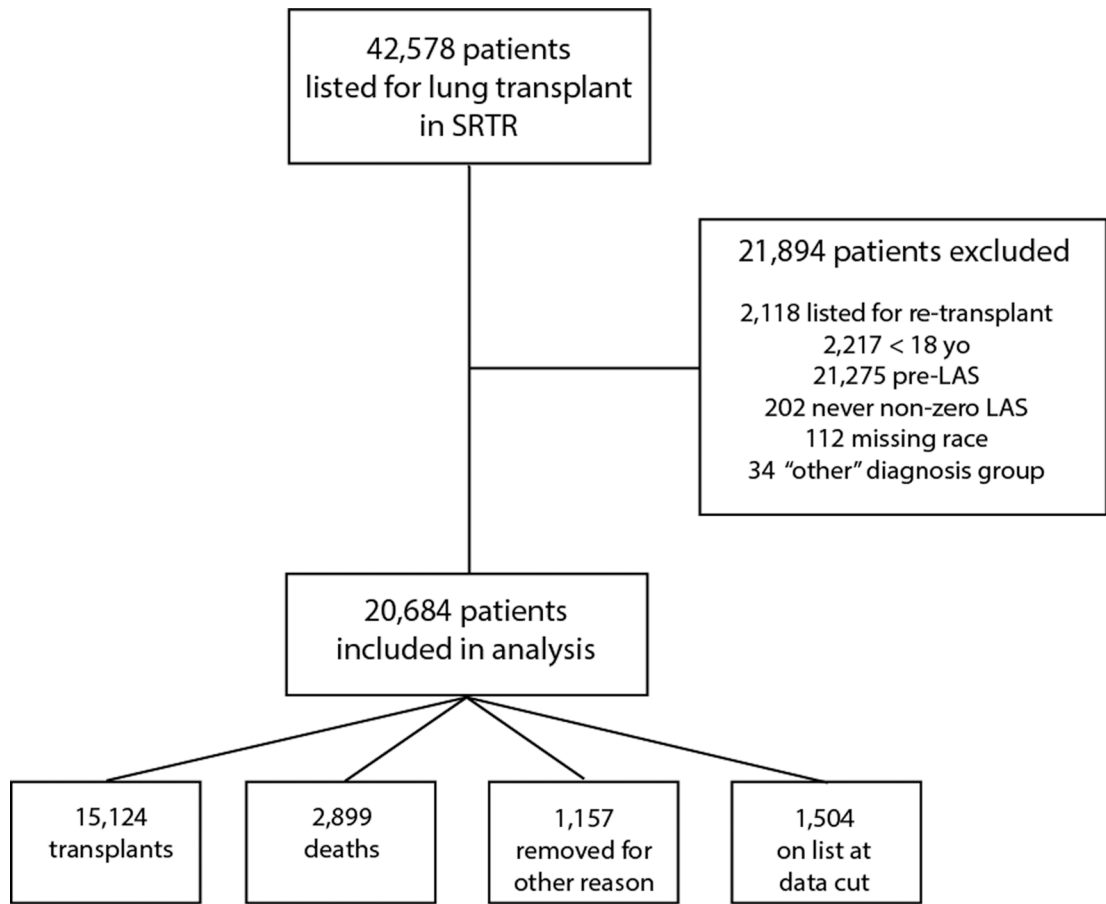 42,578 patients
listed for lung transplant
in SRTR
21,894 patients excluded
2,118 listed for re-transplant
2,217 < 18 yo
21,275 pre-LAS
202 never non-zero LAS
112 missing race
34 “other” diagnosis group
20,684 patients
included in analysis
15,124
transplants
2,899
deaths
1,157
removed for
other reason
1,504
on list at
data cut